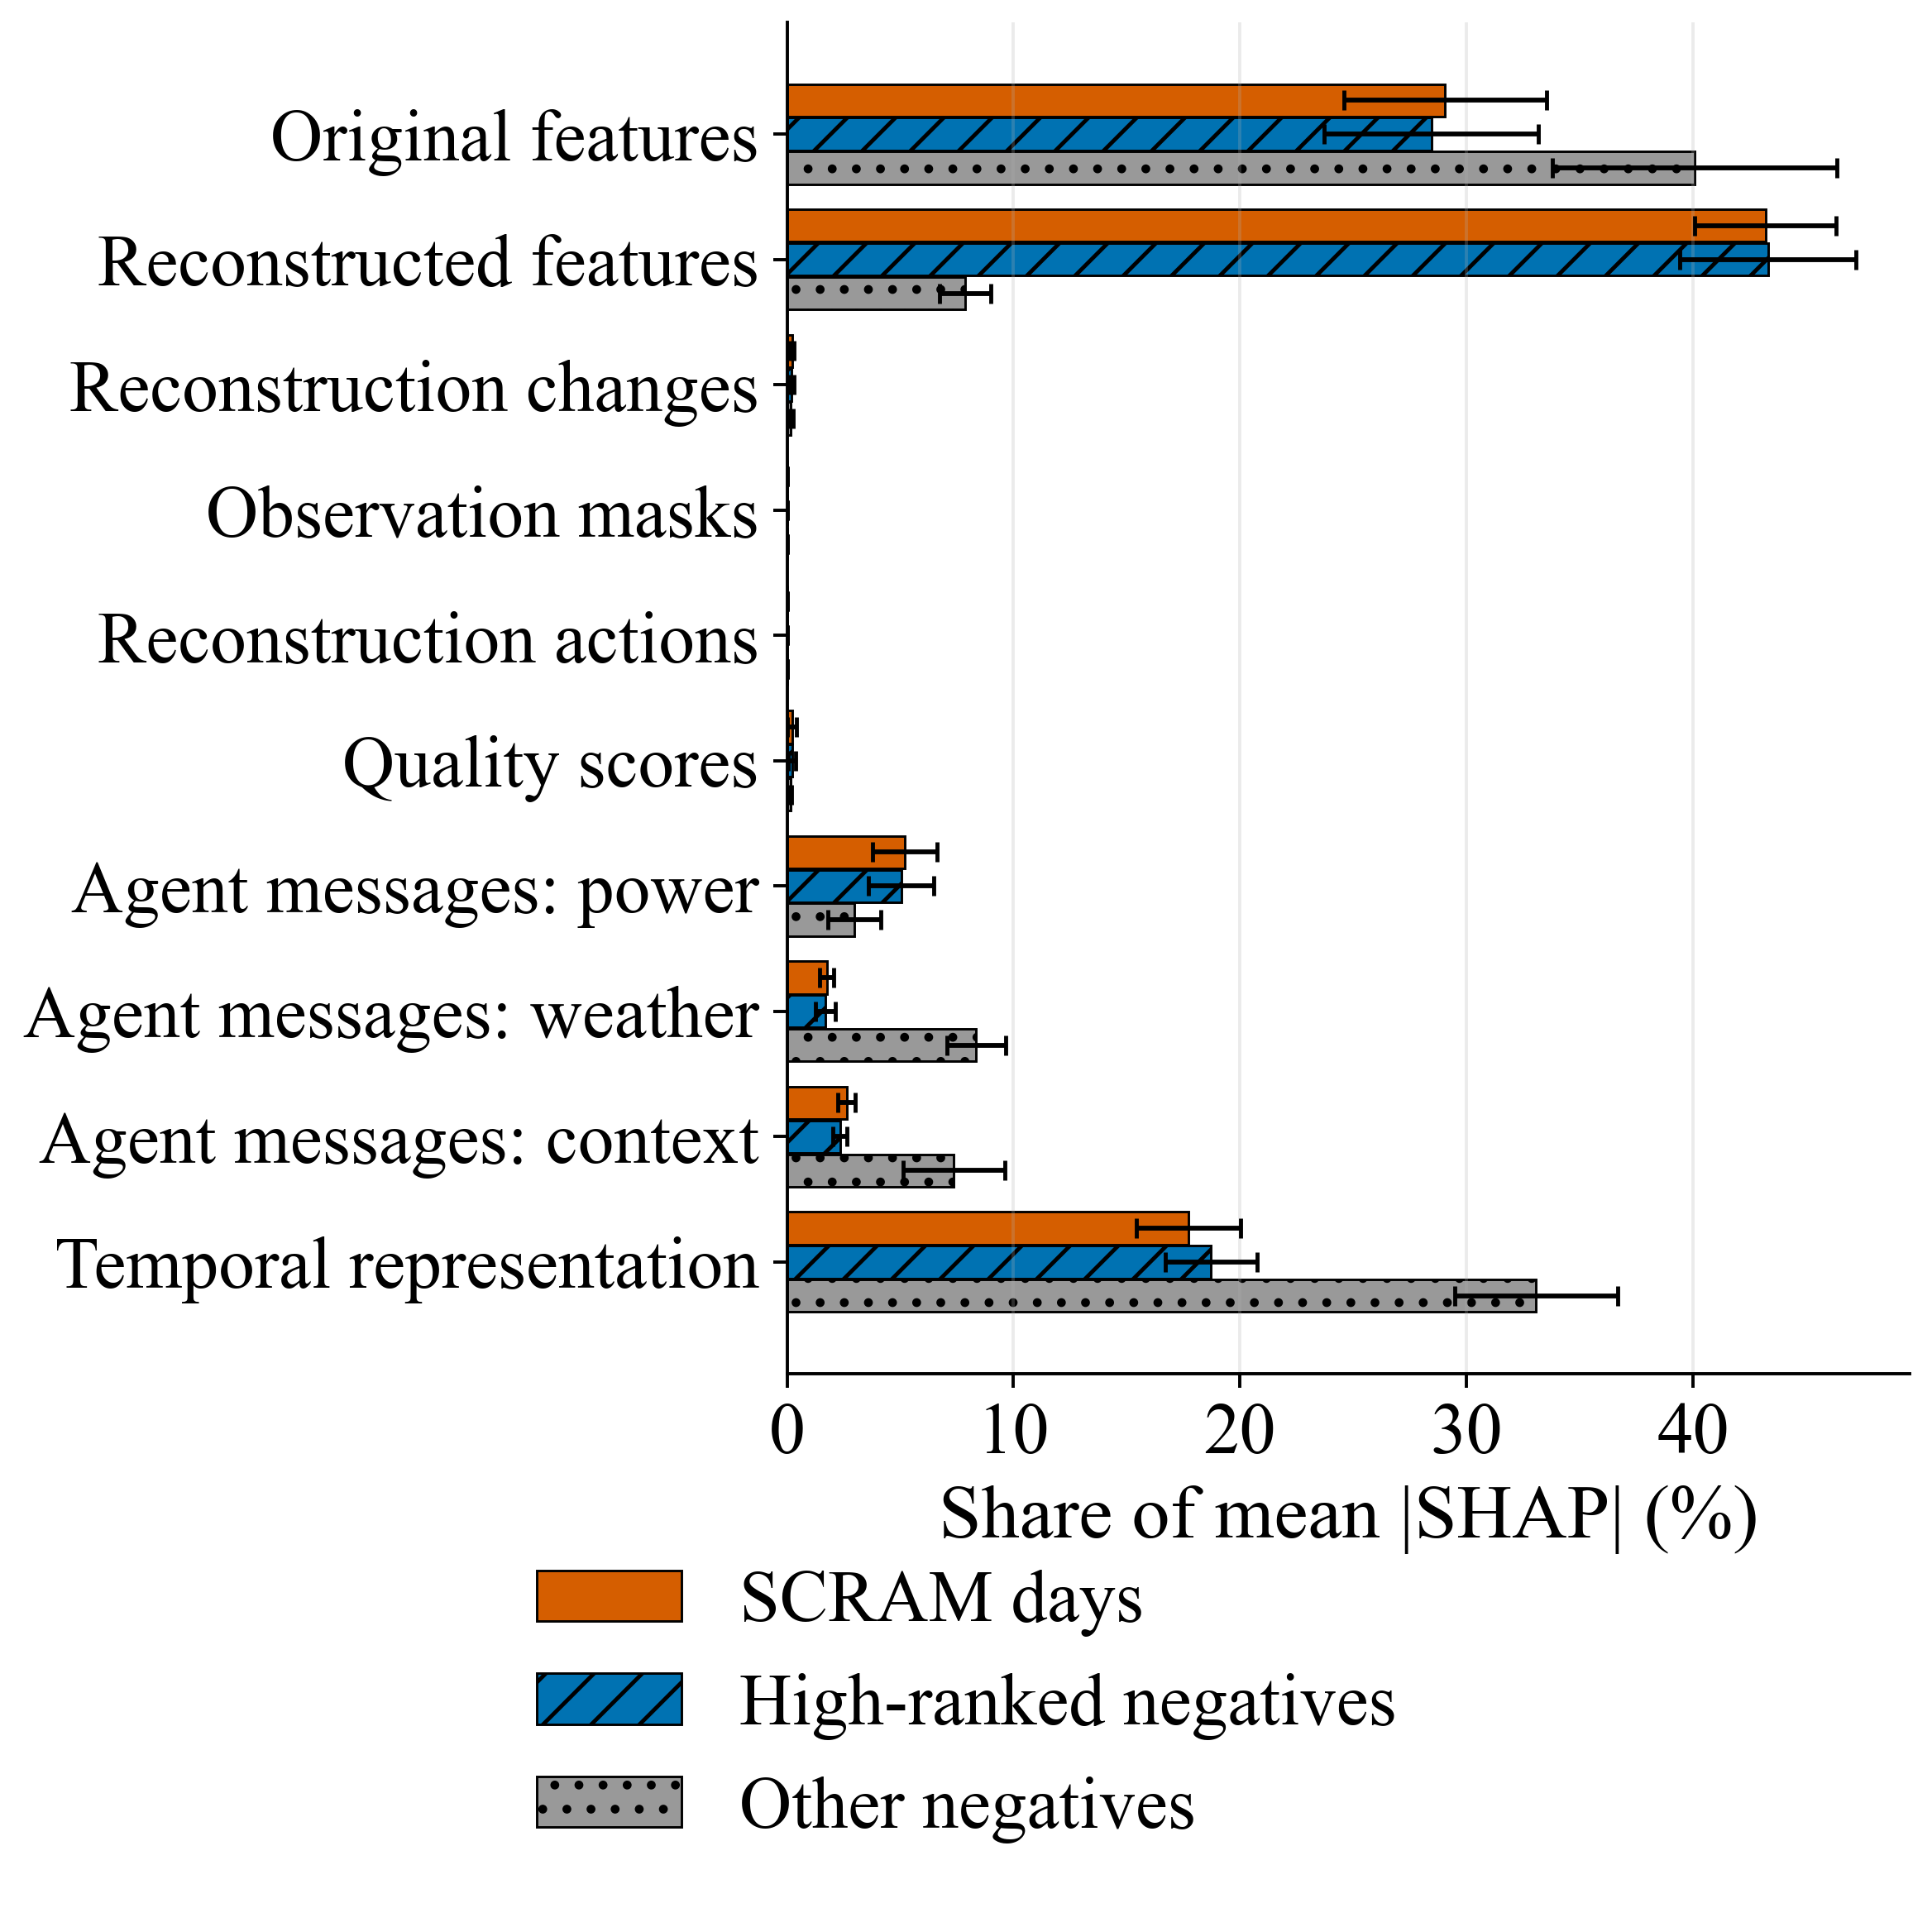 Original features
Reconstructed features
Reconstruction changes
Observation masks
Reconstruction actions
Quality scores
Agent messages: power
Agent messages: weather
Agent messages: context
Temporal representation
0 10 20 30 40
Share of mean |SHAP| (%)
SCRAM days
High-ranked negatives
Other negatives